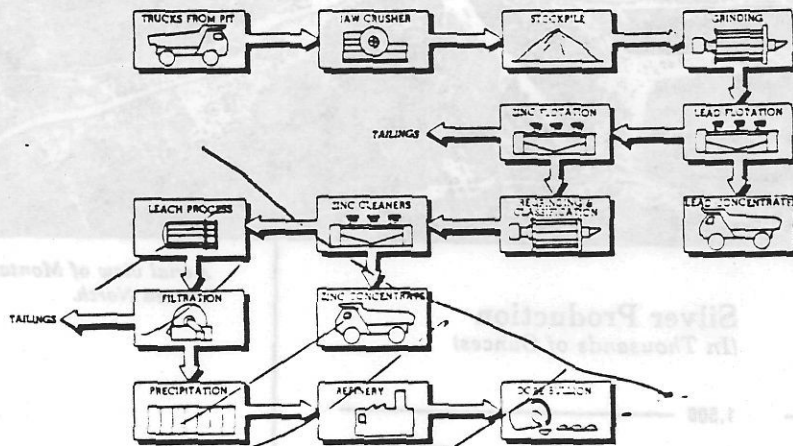 TRUCKS FROM PIT
JAW CRUSHER
STOCKPILE
GRINDING
TAILINGS
ZINC FLOTATION
LEAD FLOTATION
LEACH PROCESS
ZINC CLEANERS
REGRINDING &
CLASSIFICATION
LEAD CONCENTRATE
TAILINGS
FILTRATION
ZINC CONCENTRATE
PRECIPITATION
REFINERY
DORE BULLION
Silver Production
(In Thousands of Ounces)
1,500